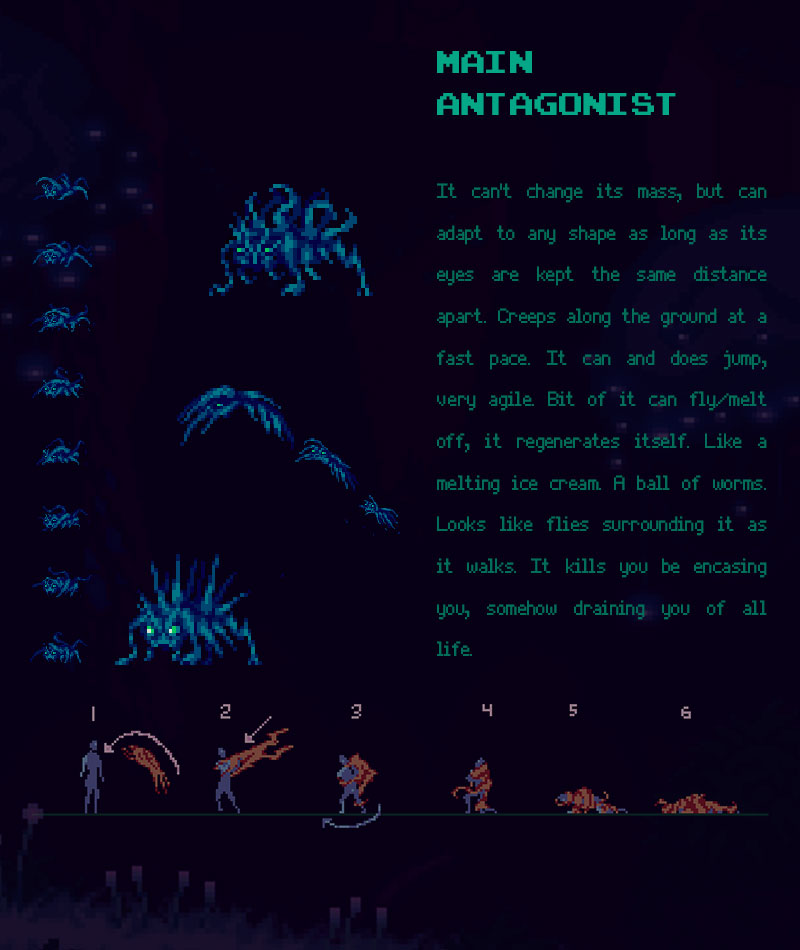 MAIN
ANTAGONIST
It can't change its mass, but can
adapt to any shape as long as its
eyes are kept the same distance
apart. Creeps along the ground at a
fast pace. It can and does jump,
very agile. Bit of it can fly/melt
off, it regenerates itself. Like a
melting ice cream. A ball of worms.
Looks like flies surrounding it as
it walks. It kills you be encasing
you, somehow draining you of all
life.
1 2 3 4 5 6